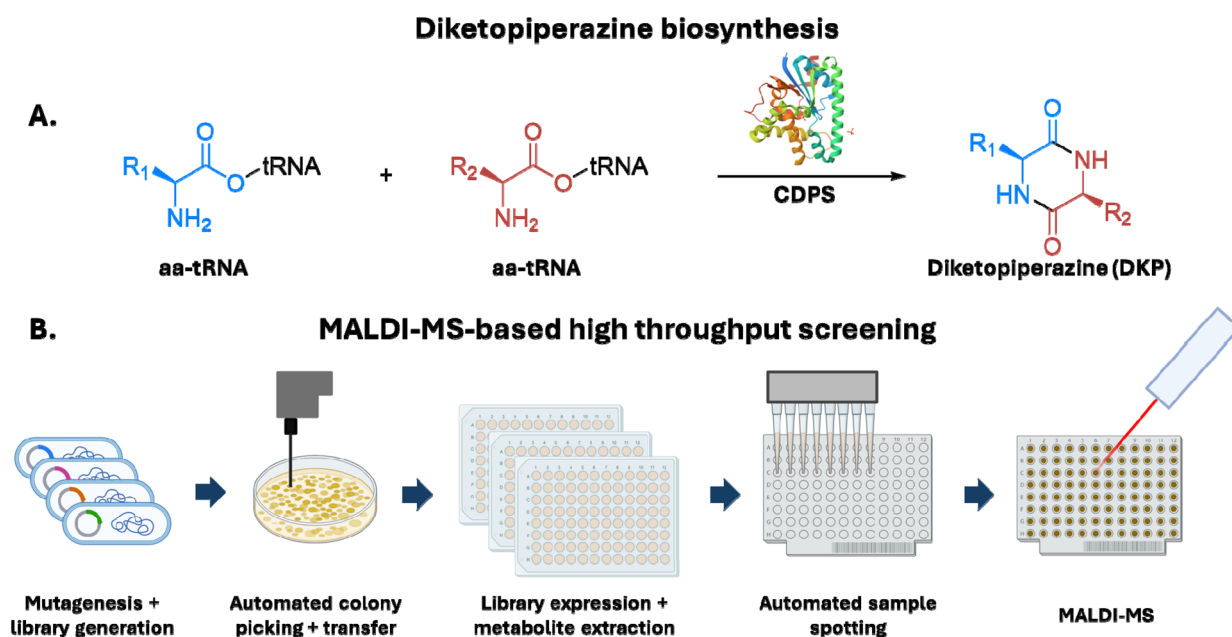 Diketopiperazine biosynthesis
A.
R1
O
O
tRNA
NH2
aa-tRNA
+
R2
O
O
tRNA
NH2
aa-tRNA
CDPS
O
R1
NH
HN
R2
O
Diketopiperazine (DKP)
B.
MALDI-MS-based high throughput screening
Mutagenesis +
library generation
Automated colony
picking + transfer
Library expression +
metabolite extraction
Automated sample
spotting
MALDI-MS